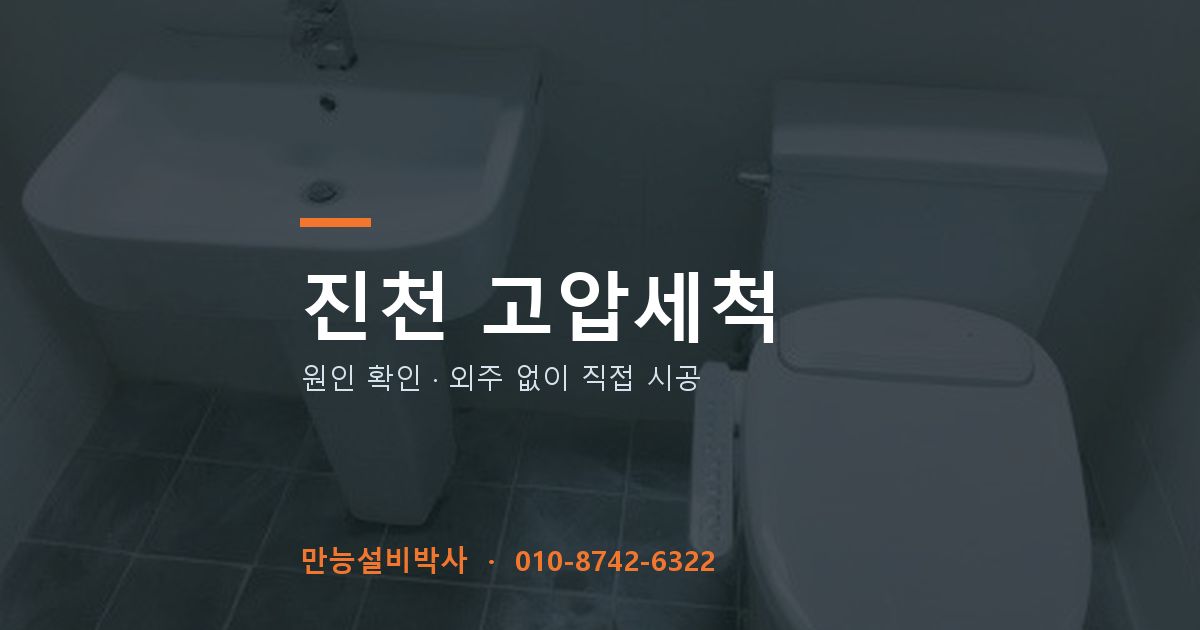 진천 고압세척
원인 확인 · 외주 없이 직접 시공
만능설비박사 · 010-8742-6322